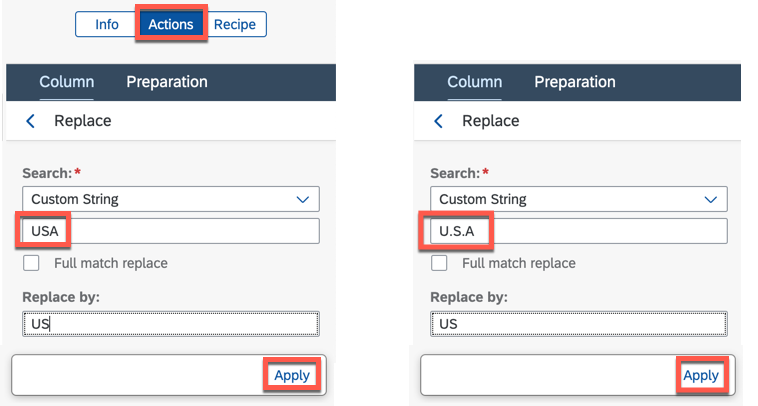 Info Actions Recipe
Column Preparation
Replace
Search:*
Custom String
USA
Full match replace
Replace by:
US
Apply
Column Preparation
Replace
Search:*
Custom String
U.S.A
Full match replace
Replace by:
US
Apply